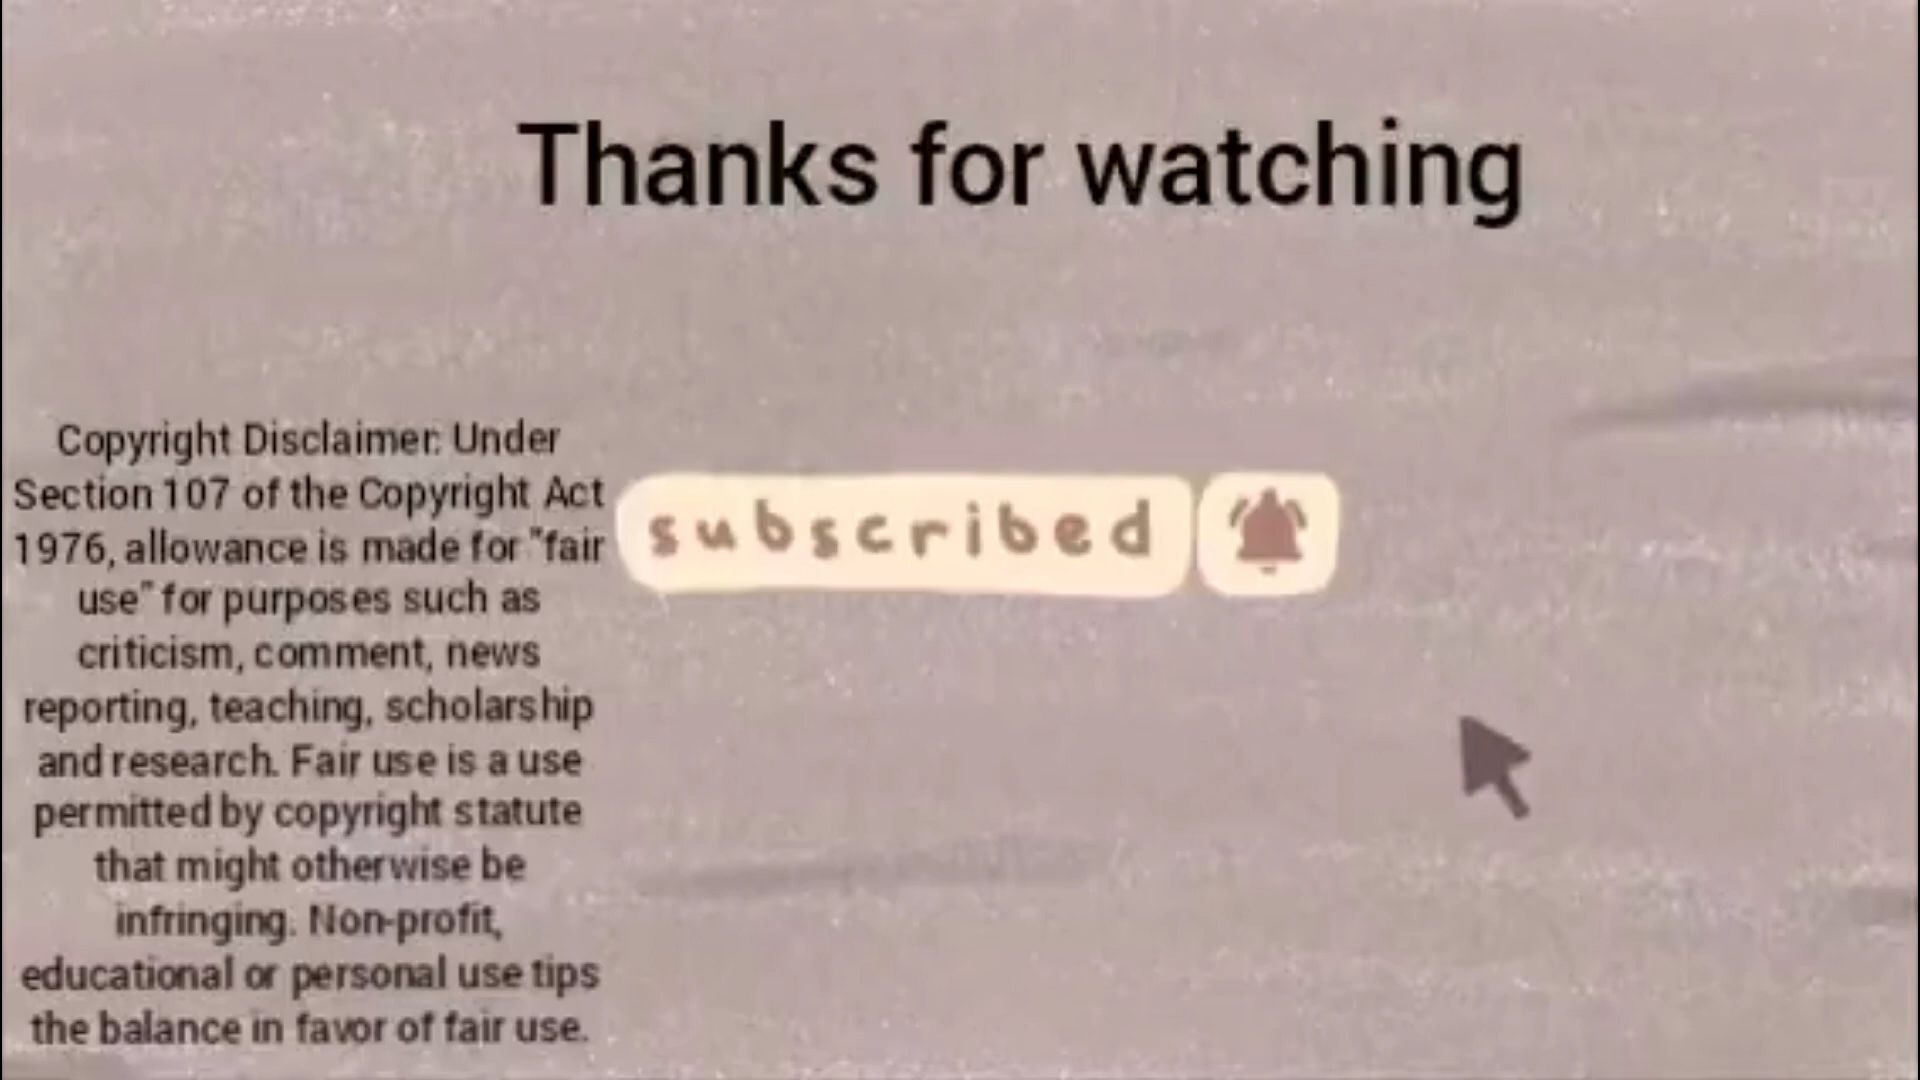 Thanks for watching
Copyright Disclaimer: Under
Section 107 of the Copyright Act
1976, allowance is made for "fair
use" for purposes such as
criticism, comment, news
reporting, teaching, scholarship
and research. Fair use is a use
permitted by copyright statute
that might otherwise be
infringing. Non-profit,
educational or personal use tips
the balance in favor of fair use.
subscribed